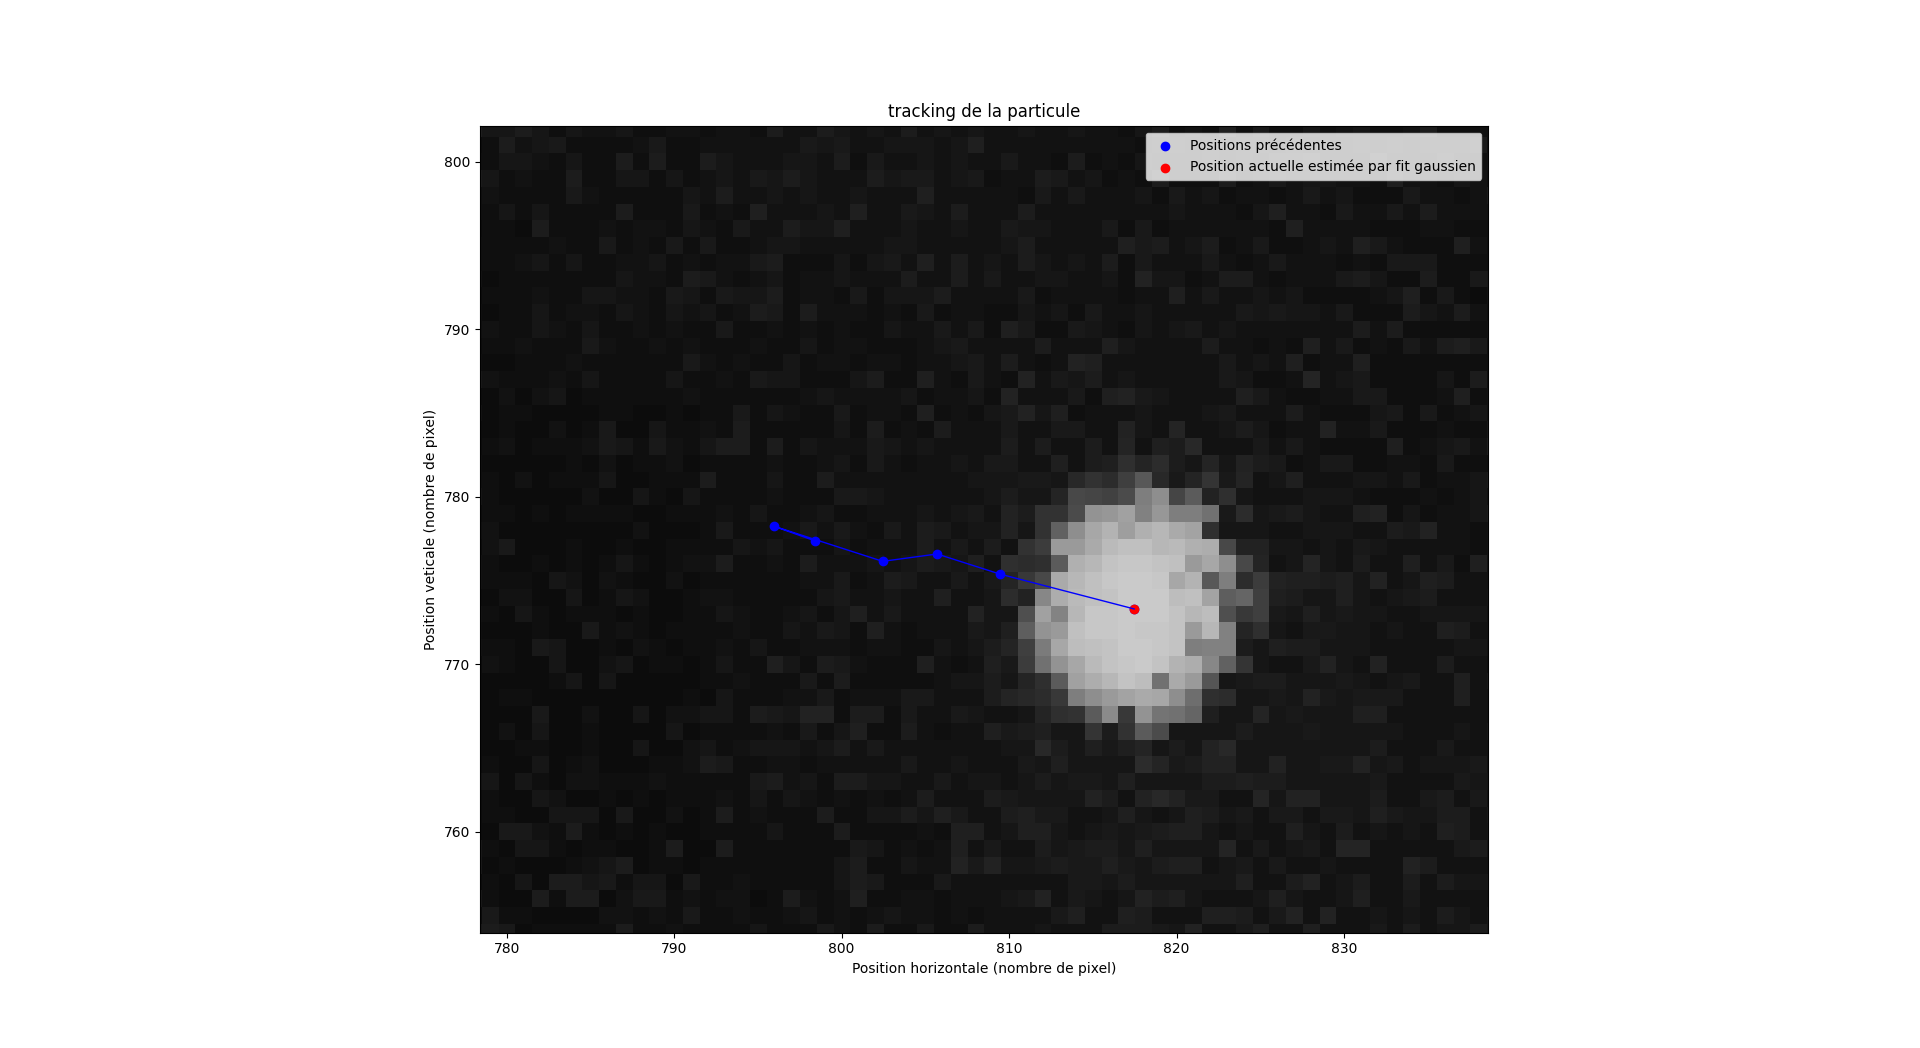 tracking de la particule
Positions précédentes
Position actuelle estimée par fit gaussien
800
790
780
770
760
Position veticale (nombre de pixel)
780
790
800
810
820
830
Position horizontale (nombre de pixel)